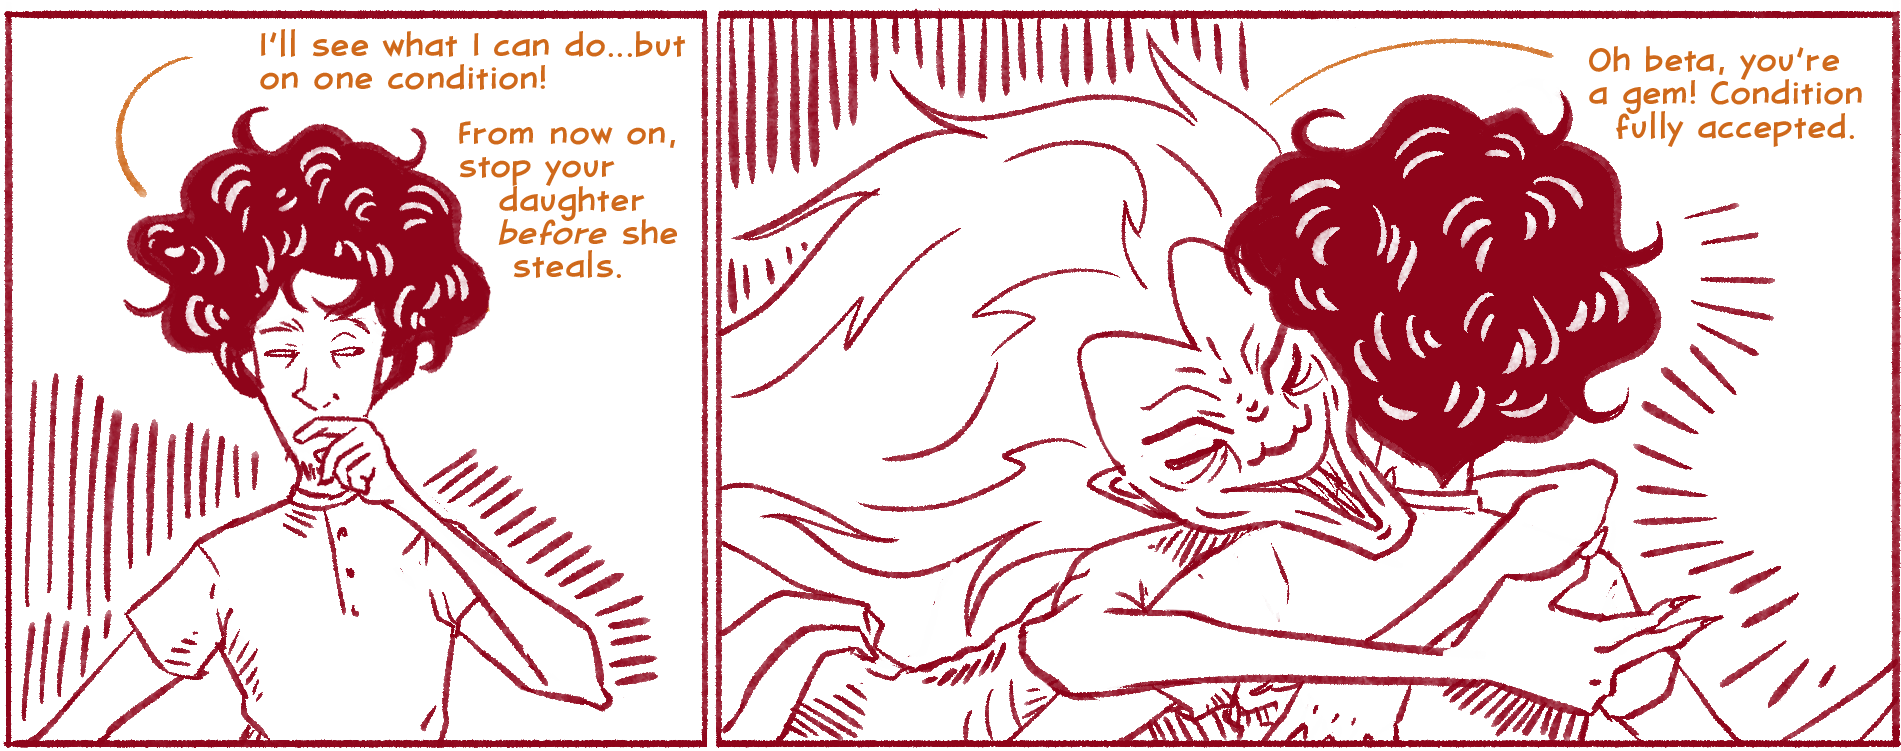 I'll see what I can do...but
on one condition!
From now on,
stop your
daughter
before she
steals.
Oh beta, you're
a gem! Condition
fully accepted.